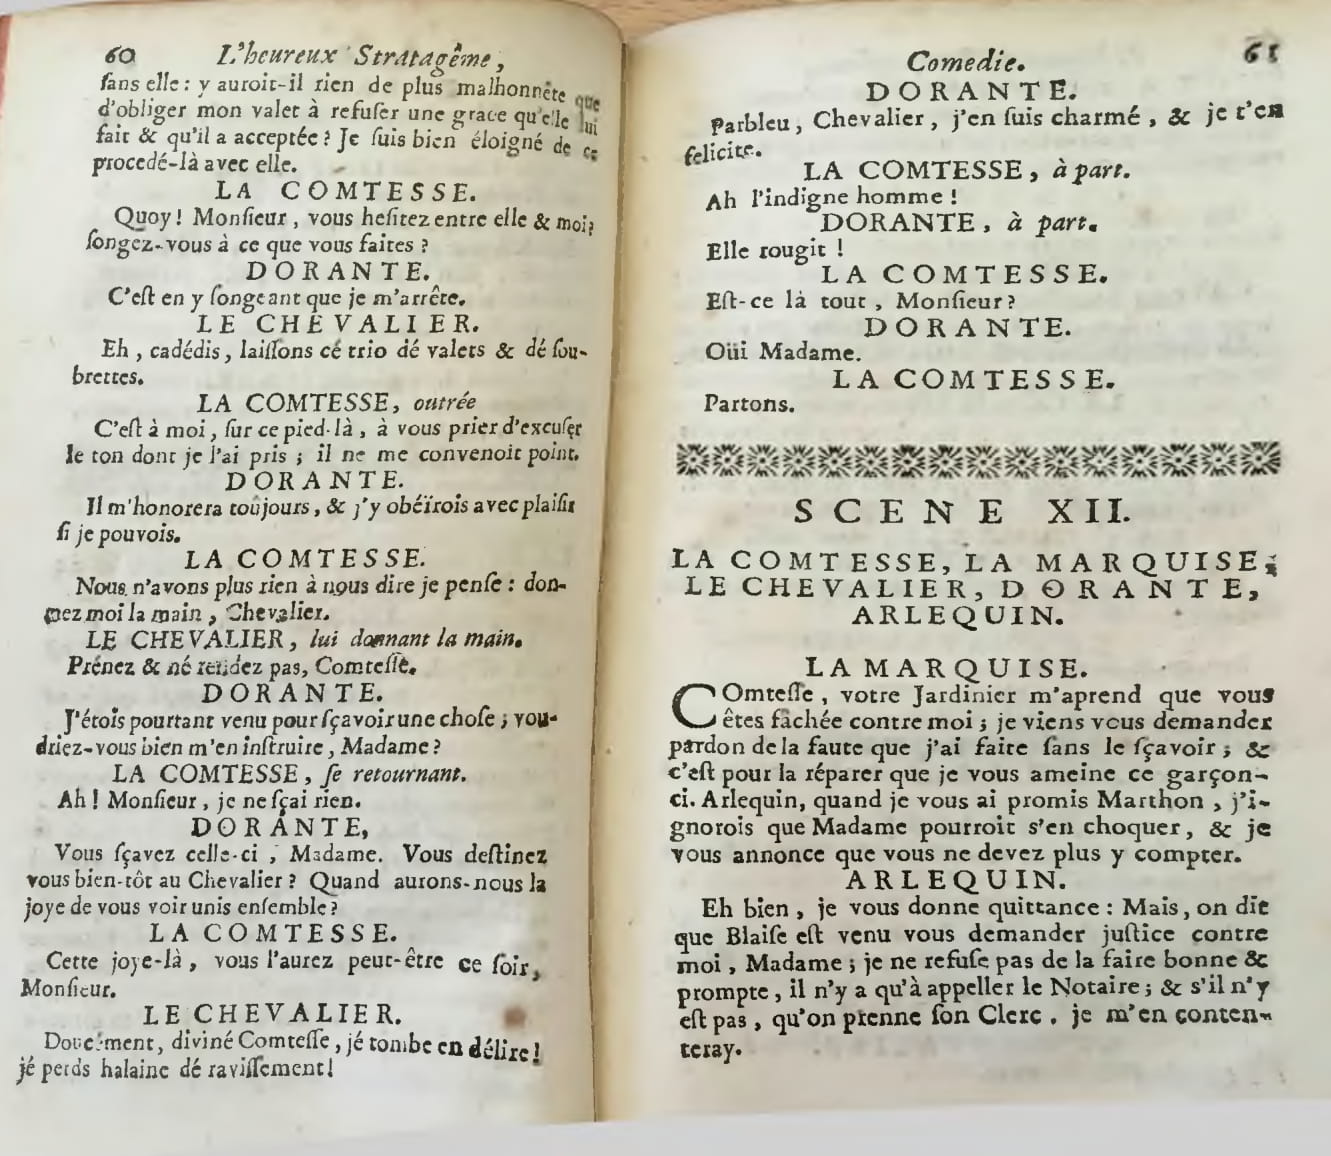 60 L'heureux Stratagême,
sans elle : y auroit-il rien de plus malhonnête que
d'obliger mon valet à refuser une grace qu'elle lui
fait & qu'il a acceptée ? Je suis bien éloigné de ce
procedé-là avec elle.
LA COMTESSE.
Quoy ! Monsieur, vous hesitez entre elle & moi?
songez-vous à ce que vous faites ?
DORANTE.
C'est en y songeant que je m'arrête.
LE CHEVALIER.
Eh, cadédis, laissons cé trio dé valets & dé sou-
brettes.
LA COMTESSE, outrée
C'est à moi, sur ce pied-là, à vous prier d'excuser
le ton dont je l'ai pris ; il ne me convenoit point.
DORANTE.
Il m'honorera toûjours, & j'y obéïrois avec plaisir
si je pouvois.
LA COMTESSE.
Nous n'avons plus rien à nous dire je pense : don-
nez moi la main, Chevalier.
LE CHEVALIER, lui donnant la main.
Prénez & né rendez pas, Comtesse.
DORANTE.
J'étois pourtant venu pour sçavoir une chose ; vou-
driez-vous bien m'en instruire, Madame ?
LA COMTESSE, se retournant.
Ah ! Monsieur, je ne sçai rien.
DORANTE,
Vous sçavez celle-ci, Madame. Vous destinez
vous bien-tôt au Chevalier ? Quand aurons-nous la
joye de vous voir unis ensemble ?
LA COMTESSE.
Cette joye-là, vous l'aurez peut-être ce soir,
Monsieur.
LE CHEVALIER.
Doucément, diviné Comtesse, jé tombe en délire !
jé perds halaine dé ravissement !
Comedie. 61
DORANTE.
Parbleu, Chevalier, j'en suis charmé, & je t'en
felicite.
LA COMTESSE, à part.
Ah l'indigne homme !
DORANTE, à part.
Elle rougit !
LA COMTESSE.
Est-ce là tout, Monsieur ?
DORANTE.
Oüi Madame.
LA COMTESSE.
Partons.
SCENE XII.
LA COMTESSE, LA MARQUISE,
LE CHEVALIER, DORANTE,
ARLEQUIN.
LA MARQUISE.
COmtesse, votre Jardinier m'aprend que vous
êtes fâchée contre moi ; je viens vous demander
pardon de la faute que j'ai faite sans le sçavoir ; &
c'est pour la réparer que je vous ameine ce garçon-
ci. Arlequin, quand je vous ai promis Marthon, j'i-
gnorois que Madame pourroit s'en choquer, & je
vous annonce que vous ne devez plus y compter.
ARLEQUIN.
Eh bien, je vous donne quittance : Mais, on dit
que Blaise est venu vous demander justice contre
moi, Madame ; je ne refuse pas de la faire bonne &
prompte, il n'y a qu'à appeller le Notaire ; & s'il n'y
est pas, qu'on prenne son Clerc, je m'en conten-
teray.